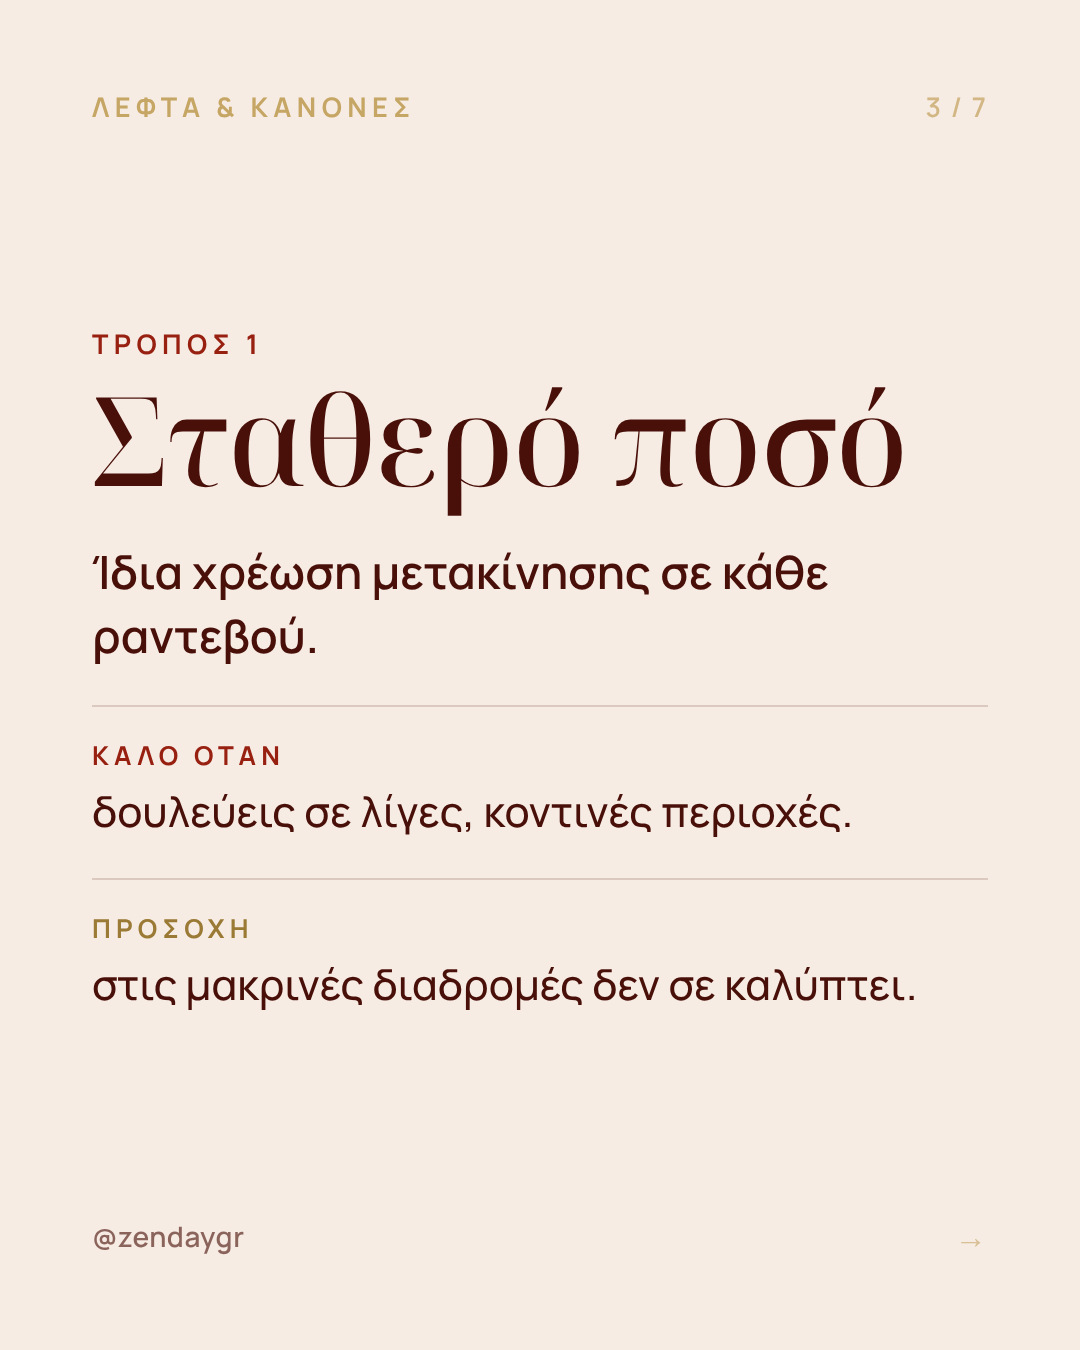 ΛΕΦΤΑ & ΚΑΝΟΝΕΣ
3 / 7
ΤΡΟΠΟΣ 1
Σταθερό ποσό
Ίδια χρέωση μετακίνησης σε κάθε
ραντεβού.
ΚΑΛΟ ΟΤΑΝ
δουλεύεις σε λίγες, κοντινές περιοχές.
ΠΡΟΣΟΧΗ
στις μακρινές διαδρομές δεν σε καλύπτει.
@zendaygr
→